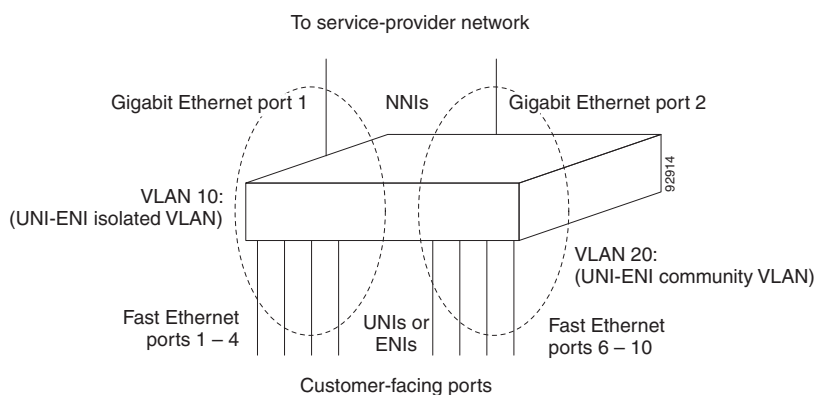 To service-provider network
Gigabit Ethernet port 1
NNIs
Gigabit Ethernet port 2
92914
VLAN 10:
(UNI-ENI isolated VLAN)
VLAN 20:
(UNI-ENI community VLAN)
Fast Ethernet
ports 1 – 4
UNIs or
ENIs
Fast Ethernet
ports 6 – 10
Customer-facing ports